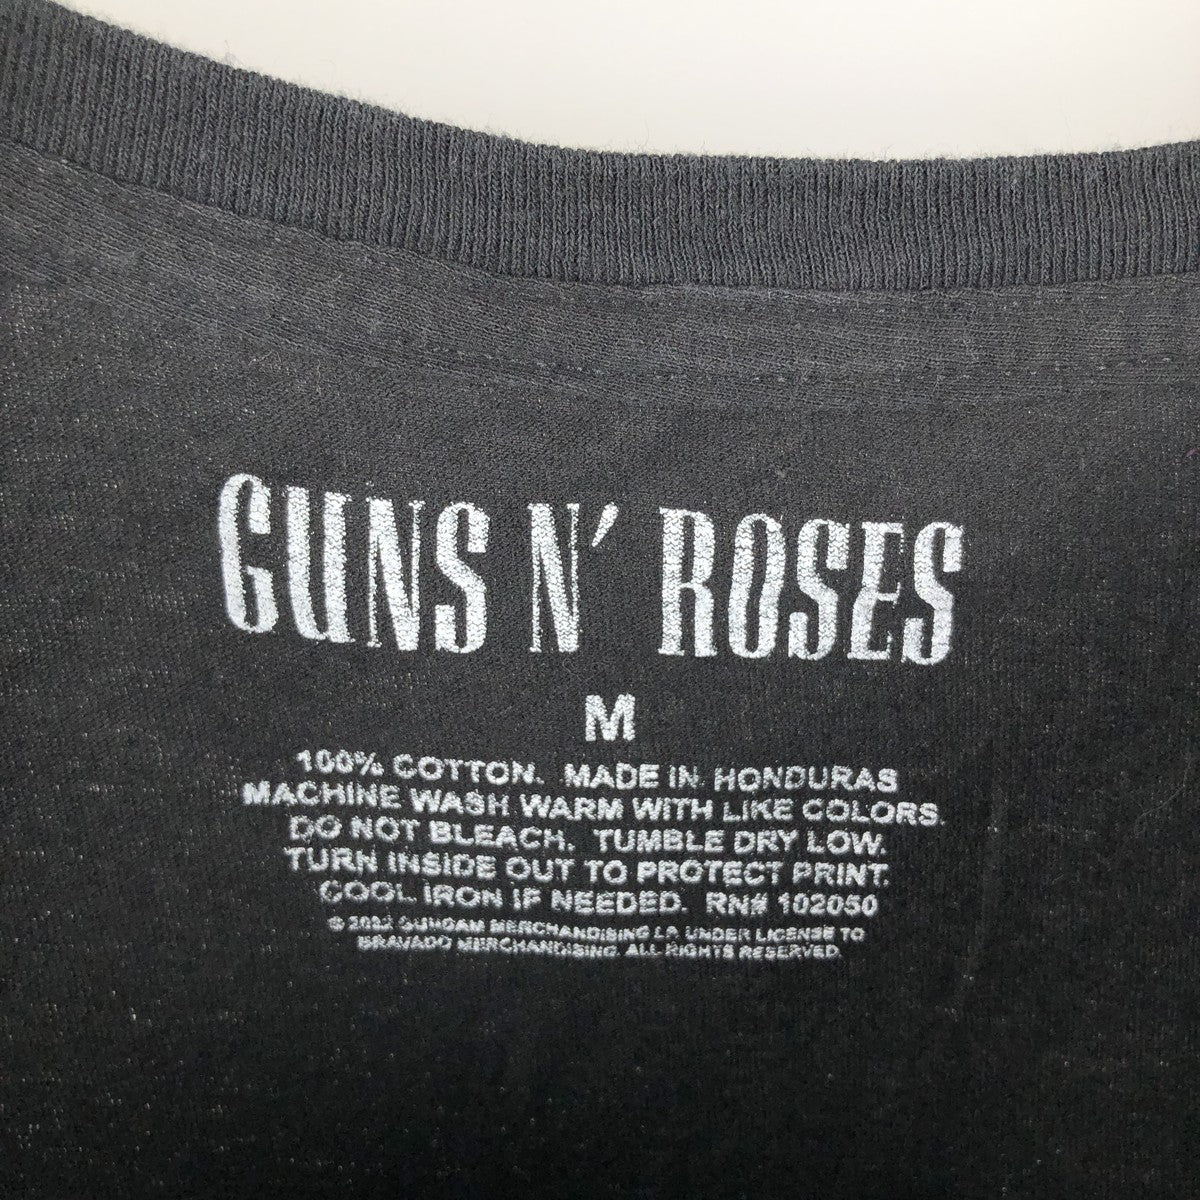 GUNS N' ROSES
M
100% COTTON. MADE IN HONDURAS
MACHINE WASH WARM WITH LIKE COLORS.
DO NOT BLEACH. TUMBLE DRY LOW.
TURN INSIDE OUT TO PROTECT PRINT.
COOL IRON IF NEEDED. RN# 102050
© MERCHANDISING LP. UNDER LICENSE TO
BRAVADO MERCHANDISING. ALL RIGHTS RESERVED.